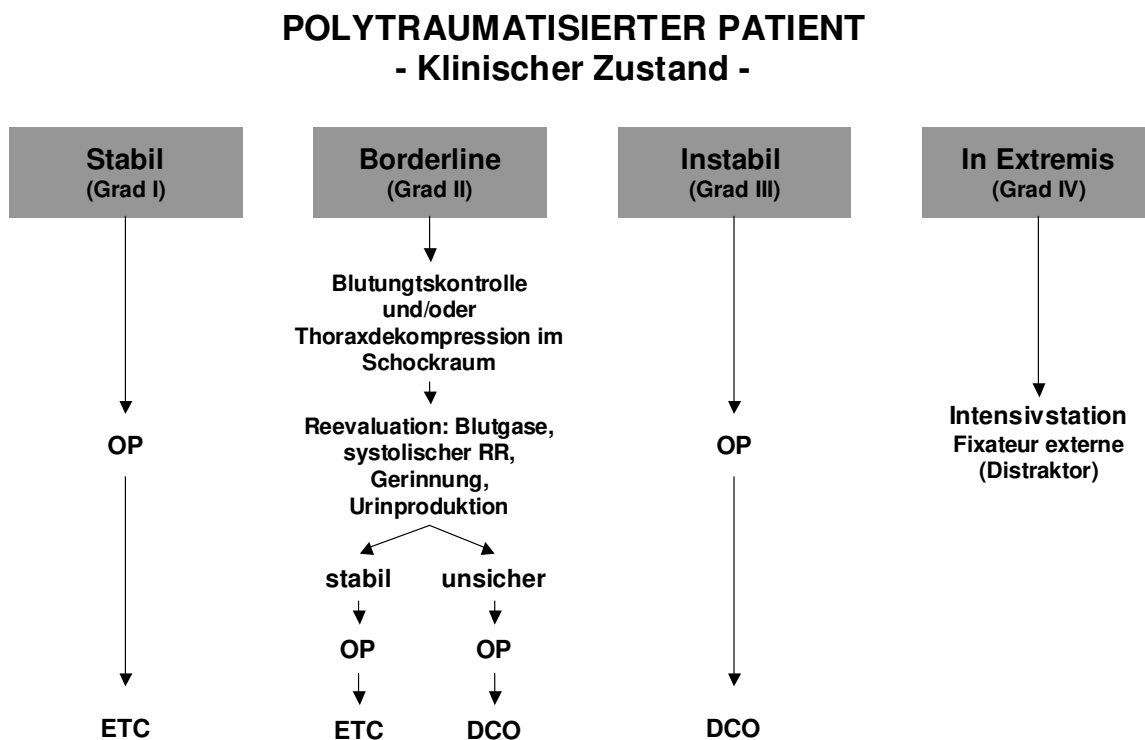 POLYTRAUMATISIERTER PATIENT
- Klinischer Zustand -
Stabil
(Grad I)
Borderline
(Grad II)
Instabil
(Grad III)
In Extremis
(Grad IV)
Blutungtskontrolle
und/oder
Thoraxdekompression im
Schockraum
OP
Reevaluation: Blutgase,
systolischer RR,
Gerinnung,
Urinproduktion
OP
Intensivstation
Fixateur externe
(Distraktor)
stabil
unsicher
OP
OP
ETC
ETC
DCO
DCO